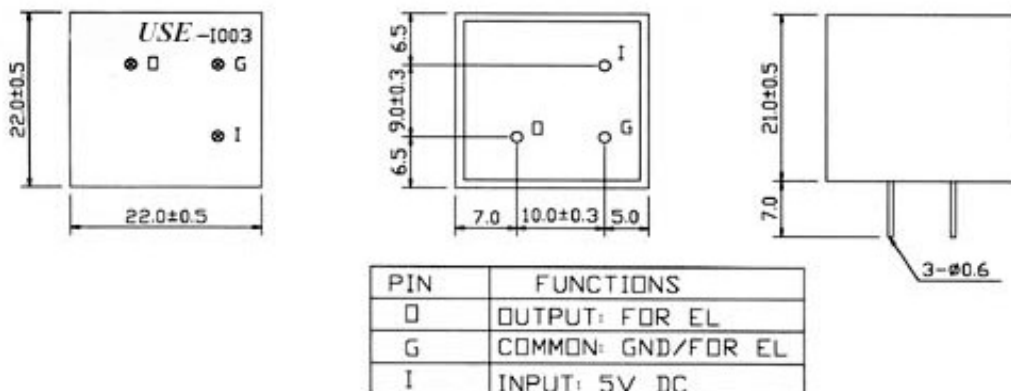 USE -I003
O G
I
22.0±0.5
22.0±0.5
6.5
9.0±0.3
6.5
I
O G
7.0 10.0±0.3 5.0
21.0±0.5
7.0
3-Ø0.6
PIN FUNCTIONS
O OUTPUT: FOR EL
G COMMON: GND/FOR EL
I INPUT: 5V DC